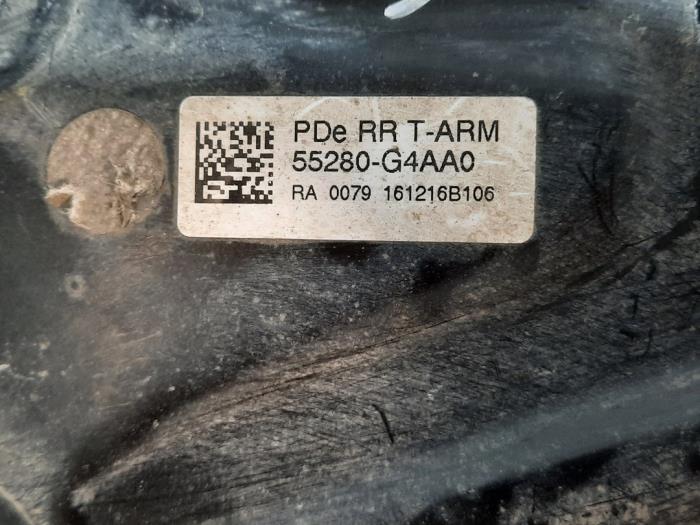 PDe RR T-ARM
55280-G4AA0
RA 0079 161216B106